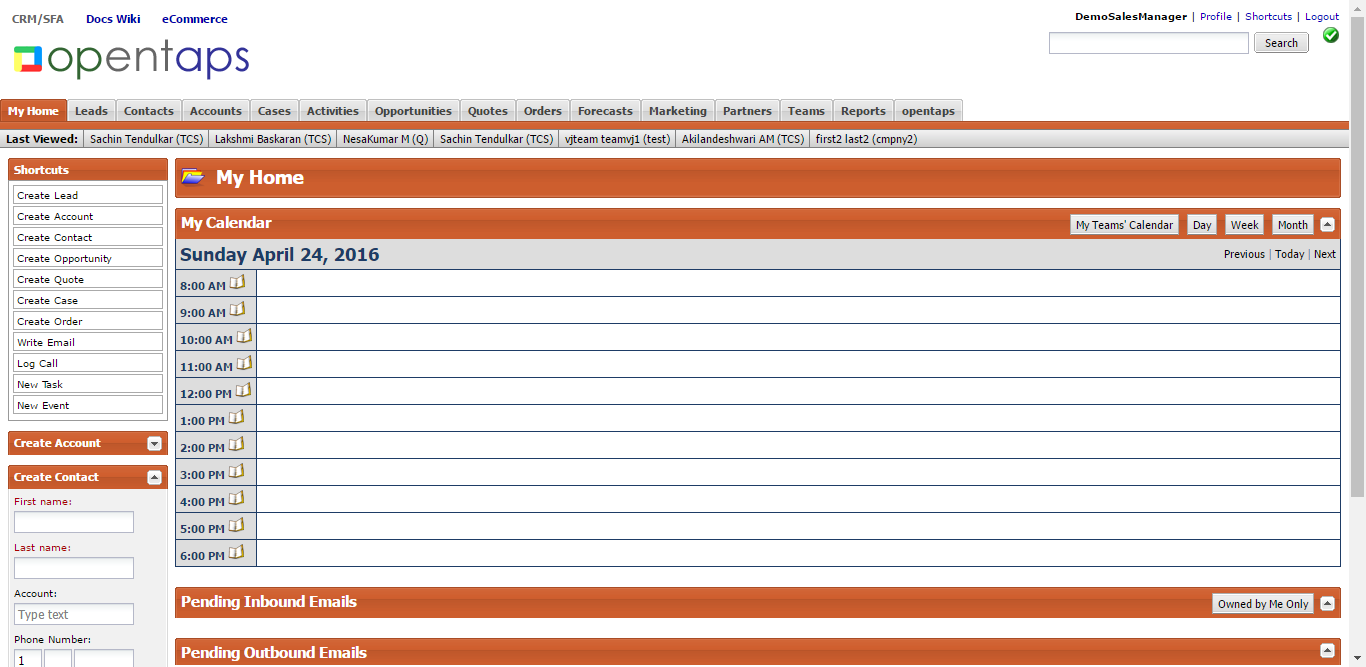 CRM/SFA Docs Wiki eCommerce
DemoSalesManager | Profile | Shortcuts | Logout
opentaps
Search
My Home Leads Contacts Accounts Cases Activities Opportunities Quotes Orders Forecasts Marketing Partners Teams Reports opentaps
Last Viewed: Sachin Tendulkar (TCS) Lakshmi Baskaran (TCS) NesaKumar M (Q) Sachin Tendulkar (TCS) vjteam teamvj1 (test) Akilandeshwari AM (TCS) first2 last2 (cmpny2)
Shortcuts
Create Lead
Create Account
Create Contact
Create Opportunity
Create Quote
Create Case
Create Order
Write Email
Log Call
New Task
New Event
Create Account
Create Contact
First name:
Last name:
Account:
Type text
Phone Number:
1
My Home
My Calendar
My Teams' Calendar Day Week Month
Sunday April 24, 2016
Previous | Today | Next
8:00 AM
9:00 AM
10:00 AM
11:00 AM
12:00 PM
1:00 PM
2:00 PM
3:00 PM
4:00 PM
5:00 PM
6:00 PM
Pending Inbound Emails
Owned by Me Only
Pending Outbound Emails